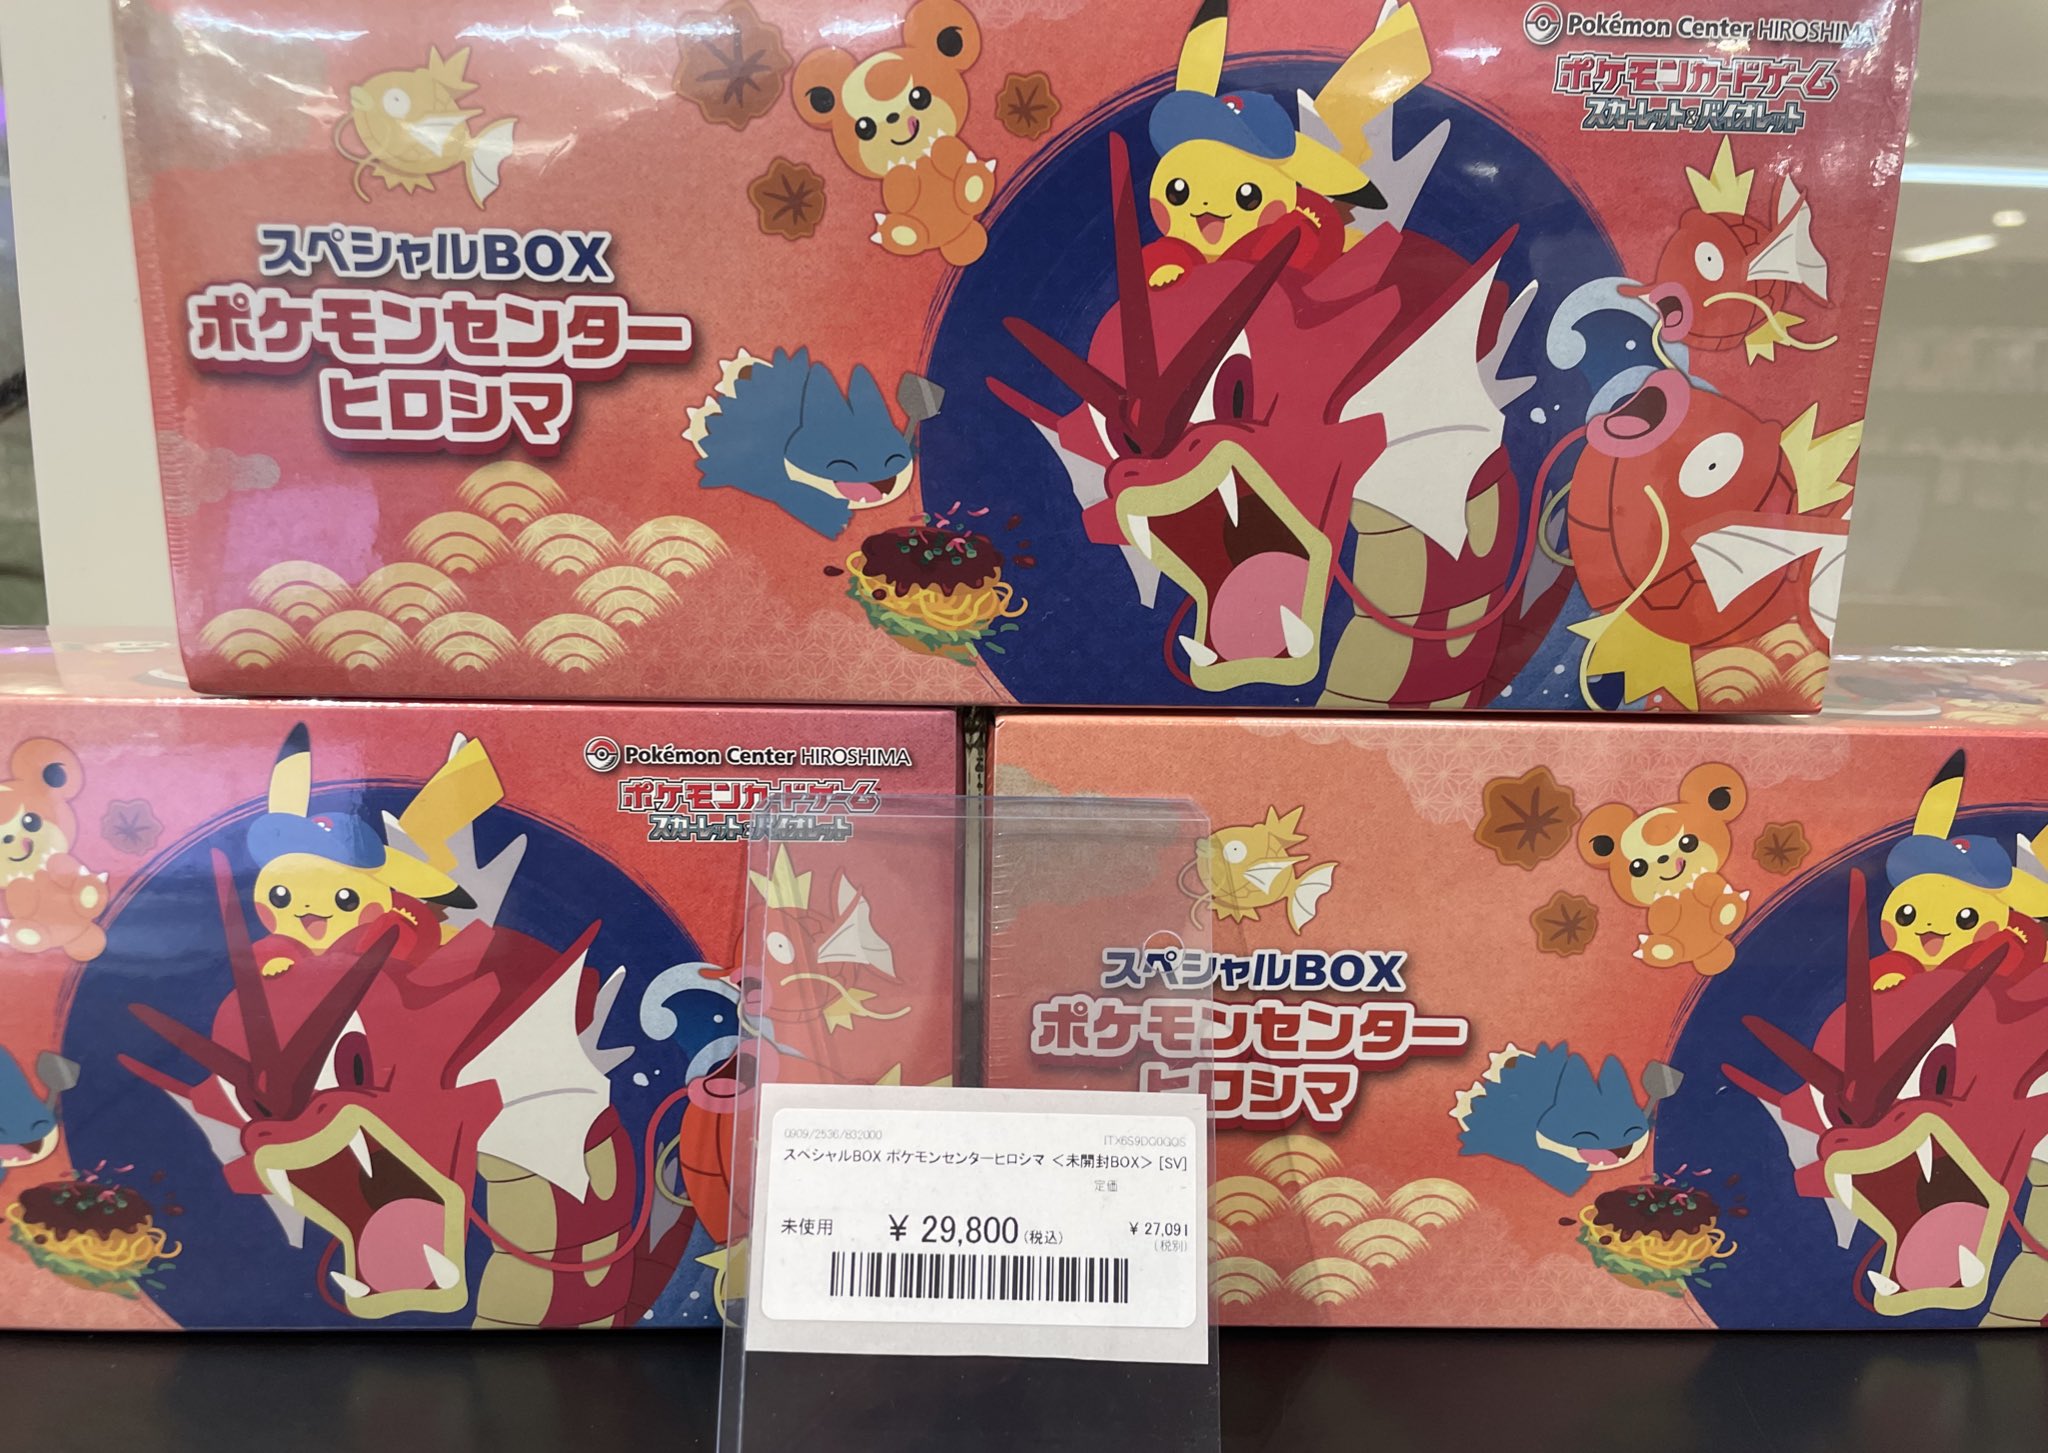 Pokémon Center HIROSHIMA
ポケモンカードゲーム
スカーレット&バイオレット
スペシャルBOX
ポケモンセンター
ヒロシマ
Pokémon Center HIROSHIMA
ポケモンカードゲーム
スカーレット&バイオレット
スペシャルBOX
ポケモンセンター
ヒロシマ
0909/2536/832000
ITX6S9DQ0QQS
スペシャルBOX ポケモンセンターヒロシマ <未開封BOX> [SV]
定価 -
未使用 ¥ 29,800(税込) ¥ 27,091
(税別)